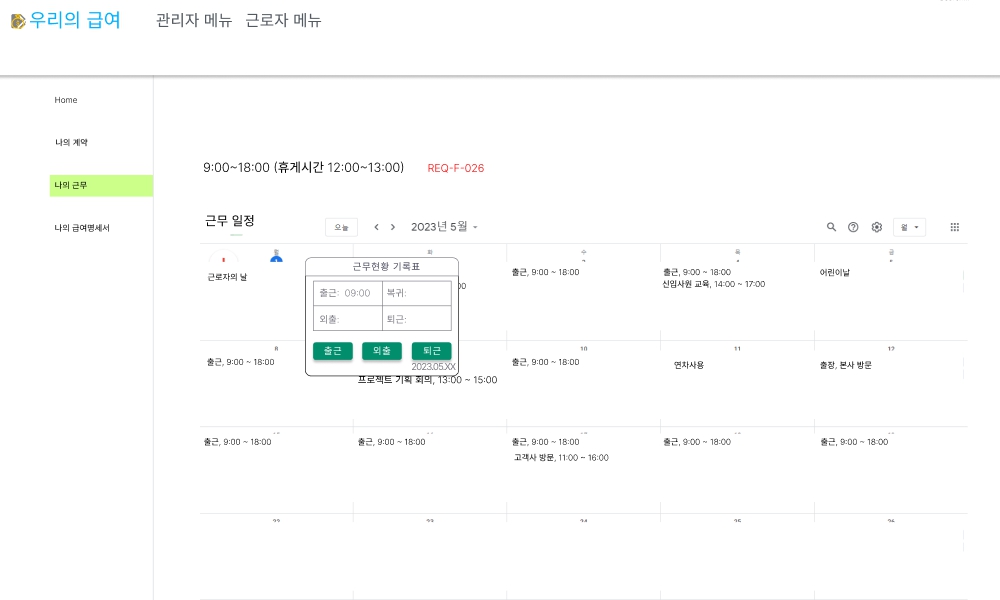 우리의 급여
관리자 메뉴 근로자 메뉴
Home
나의 계약
나의 근무
나의 급여명세서
9:00~18:00 (휴게시간 12:00~13:00) REQ-F-026
근무 일정
오늘
2023년 5월
월
월 화 수 목 금
근로자의 날
출근, 9:00 ~ 18:00
출근, 9:00 ~ 18:00
신입사원 교육, 14:00 ~ 17:00
어린이날
근무현황 기록표
출근: 09:00 복귀:
외출: 퇴근:
출근 외출 퇴근
2023.05.XX
8 10 11 12
출근, 9:00 ~ 18:00
프로젝트 기획 회의, 13:00 ~ 15:00
출근, 9:00 ~ 18:00
연차사용
출장, 본사 방문
출근, 9:00 ~ 18:00
출근, 9:00 ~ 18:00
출근, 9:00 ~ 18:00
고객사 방문, 11:00 ~ 16:00
출근, 9:00 ~ 18:00
출근, 9:00 ~ 18:00
22 23 24 25 26